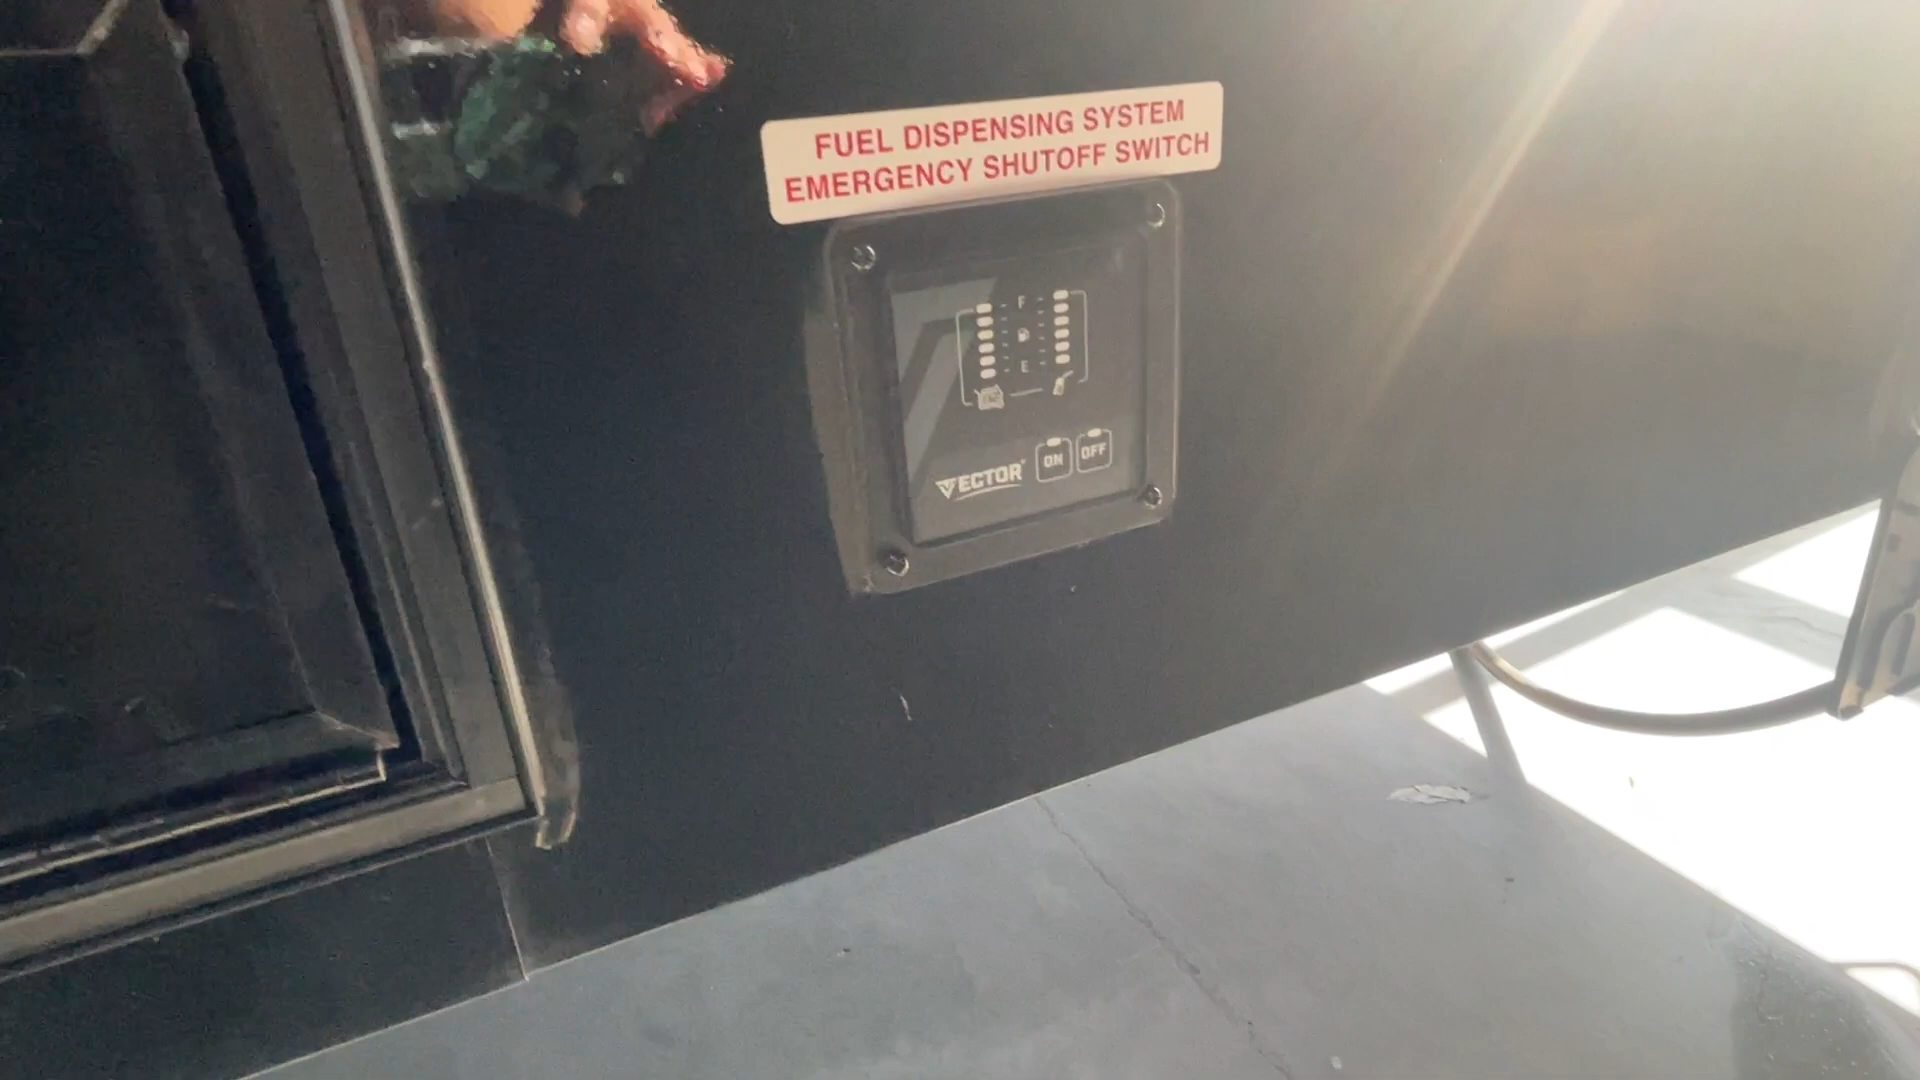 FUEL DISPENSING SYSTEM
EMERGENCY SHUTOFF SWITCH
F
E
VECTOR
ON OFF